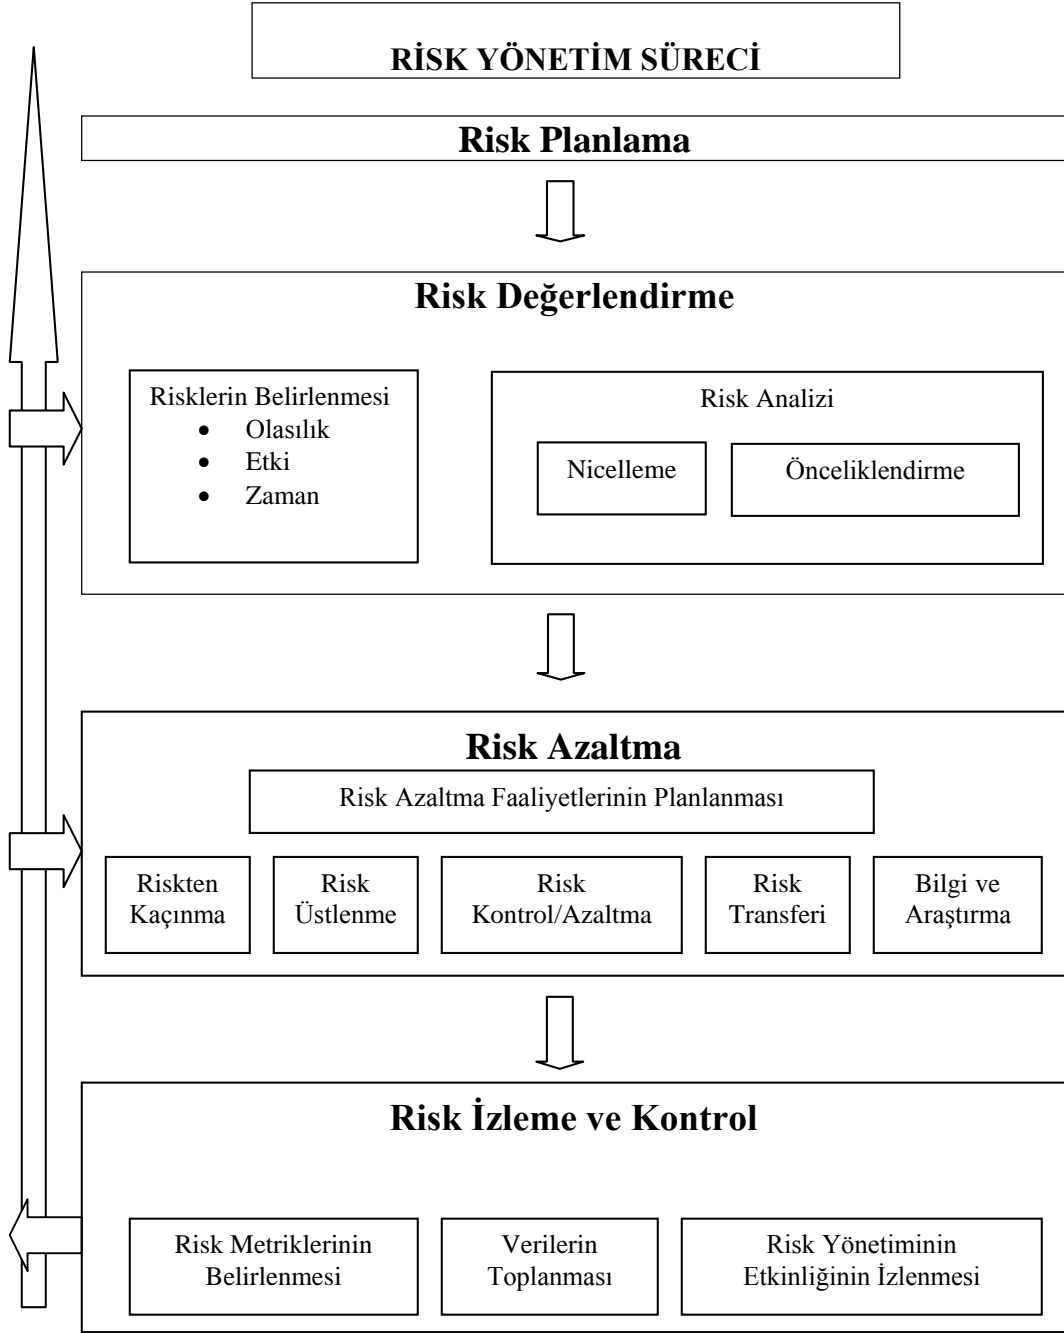 RİSK YÖNETİM SÜRECİ
Risk Planlama
Risk Değerlendirme
Risklerin Belirlenmesi
• Olasılık
• Etki
• Zaman
Risk Analizi
Nicelleme
Önceliklendirme
Risk Azaltma
Risk Azaltma Faaliyetlerinin Planlanması
Riskten
Kaçınma
Risk
Üstlenme
Risk
Kontrol/Azaltma
Risk
Transferi
Bilgi ve
Araştırma
Risk İzleme ve Kontrol
Risk Metriklerinin
Belirlenmesi
Verilerin
Toplanması
Risk Yönetiminin
Etkinliğinin İzlenmesi